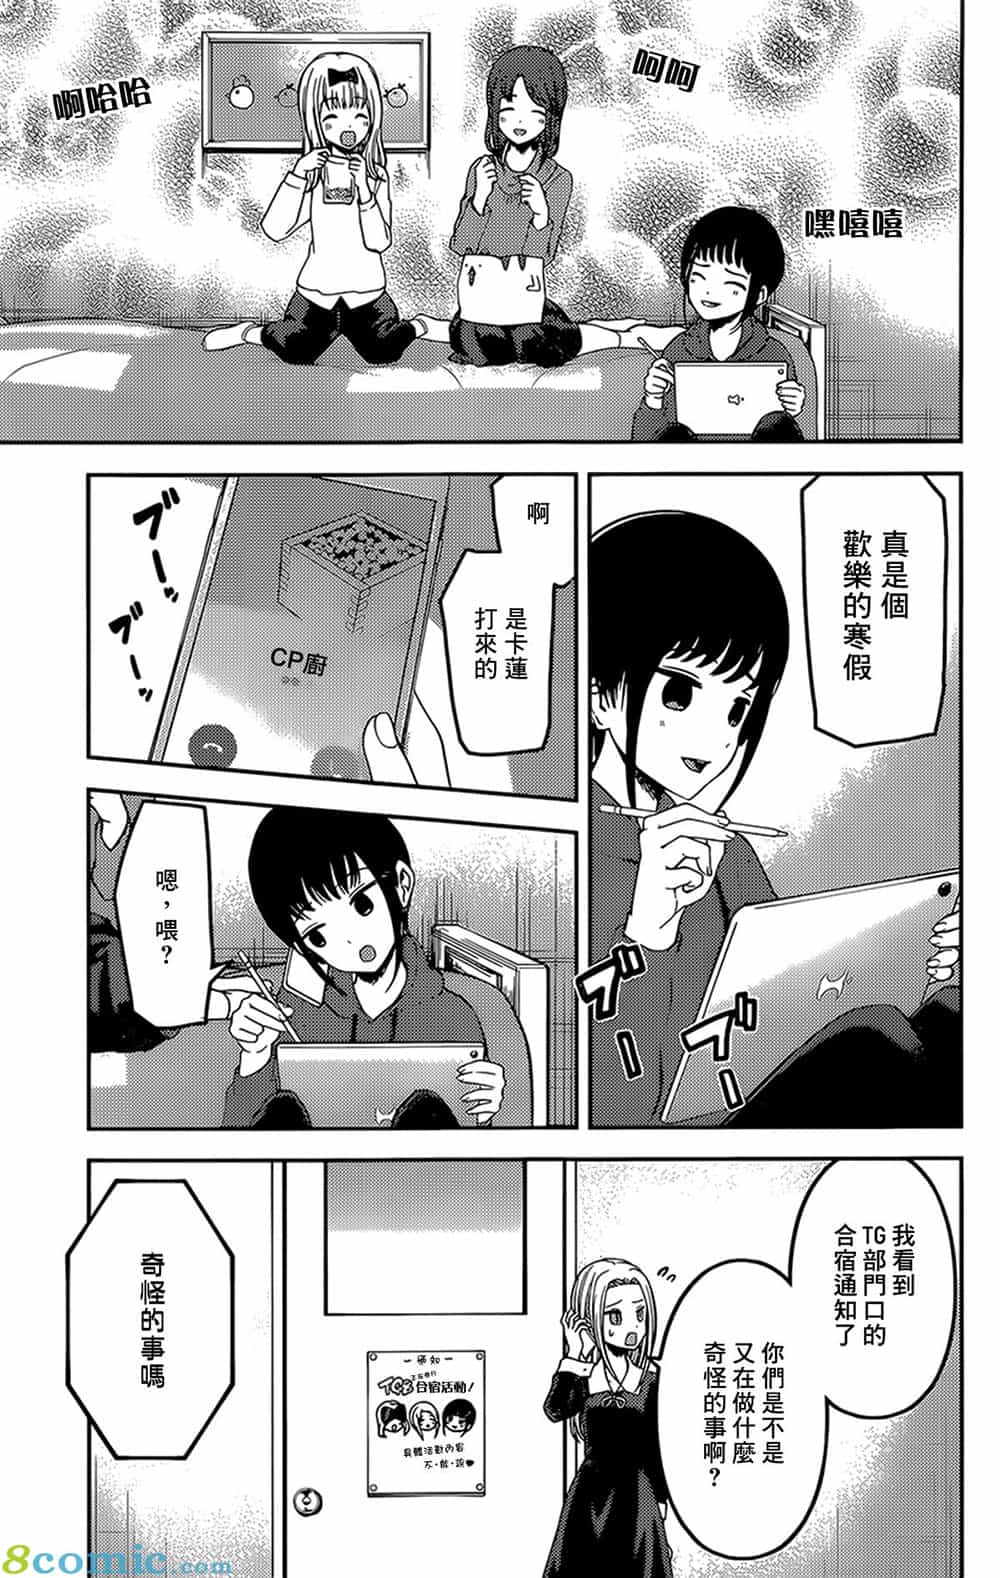 呵呵
啊哈哈
嘿嘻嘻
真是個
歡樂的寒假
ブーブー
啊
是卡蓮
打來的
ブーブー
CP廚
嗯，喂？
我看到
TG部門口的
合宿通知了
你們是不是
又在做什麼
奇怪的事啊？
TG部
合宿活動！
具體活動內容
不・能・說♥
奇怪的事嗎
8comic.com